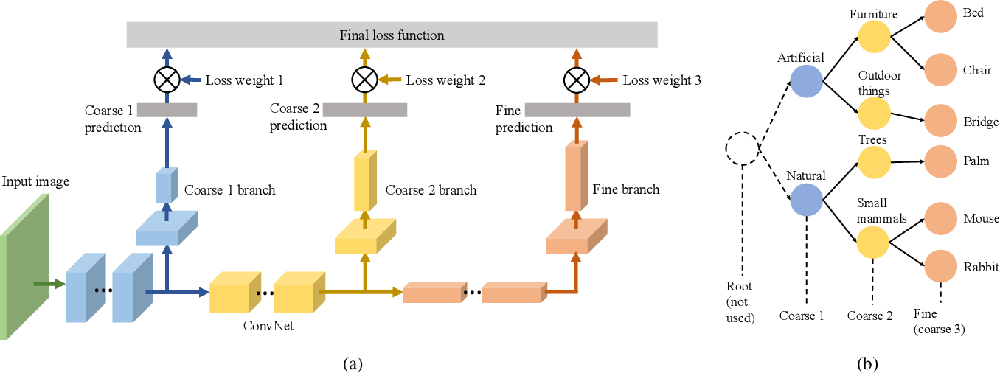 Final loss function
Loss weight 1
Loss weight 2
Loss weight 3
Coarse 1
prediction
Coarse 2
prediction
Fine
prediction
Input image
Coarse 1 branch
Coarse 2 branch
Fine branch
ConvNet
(a)
Furniture
Bed
Artificial
Chair
Outdoor
things
Bridge
Trees
Palm
Natural
Small
mammals
Mouse
Rabbit
Root
(not
used)
Coarse 1
Coarse 2
Fine
(coarse 3)
(b)